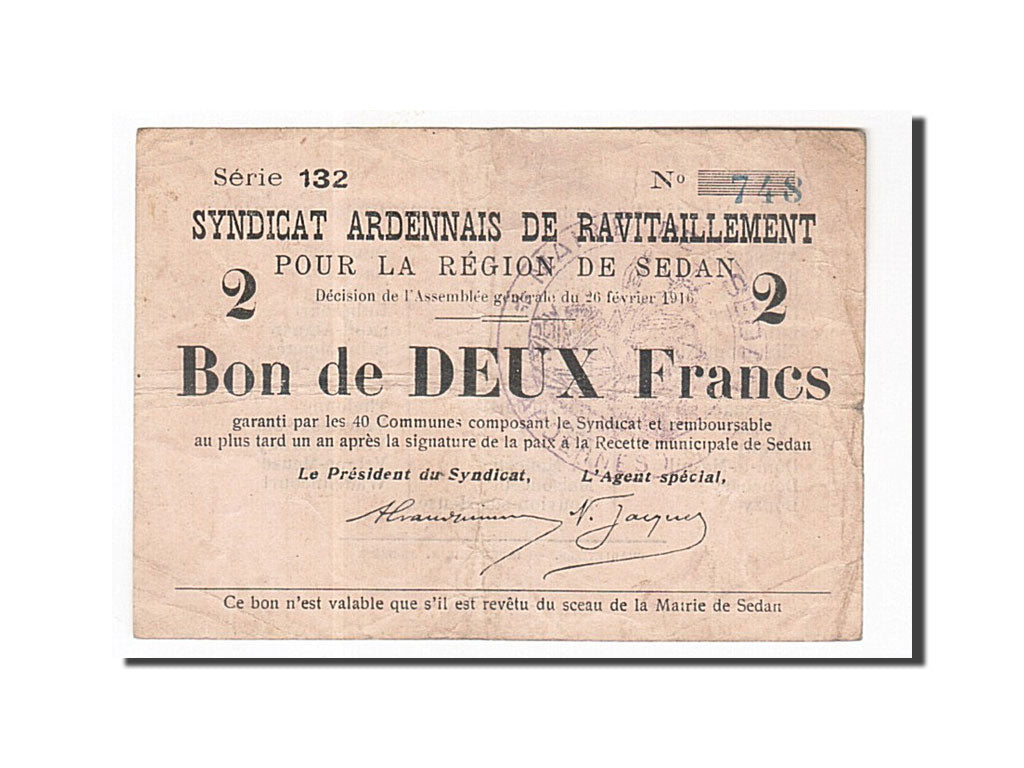 Série 132 No 748
SYNDICAT ARDENNAIS DE RAVITAILLEMENT
POUR LA RÉGION DE SEDAN
2 2
Décision de l'Assemblée générale du 26 février 1916
Bon de DEUX Francs
garanti par les 40 Communes composant le Syndicat et remboursable
au plus tard un an après la signature de la paix à la Recette municipale de Sedan
Le Président du Syndicat, L'Agent spécial,
N. Jacques
Ce bon n'est valable que s'il est revêtu du sceau de la Mairie de Sedan